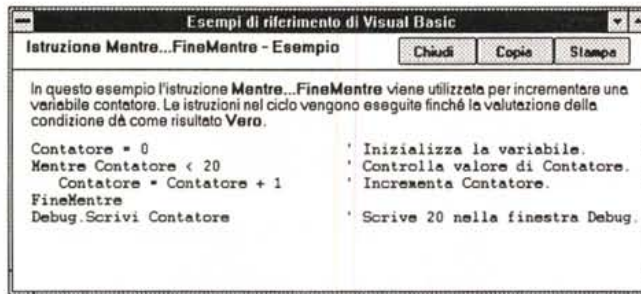 Esempi di riferimento di Visual Basic
Istruzione Mentre...FineMentre - Esempio
Chiudi Copia Stampa
In questo esempio l'istruzione Mentre...FineMentre viene utilizzata per incrementare una
variabile contatore. Le istruzioni nel ciclo vengono eseguite finché la valutazione della
condizione dà come risultato Vero.
Contatore = 0 ' Inizializza la variabile.
Mentre Contatore < 20 ' Controlla valore di Contatore.
Contatore = Contatore + 1 ' Incrementa Contatore.
FineMentre
Debug.Scrivi Contatore ' Scrive 20 nella finestra Debug.